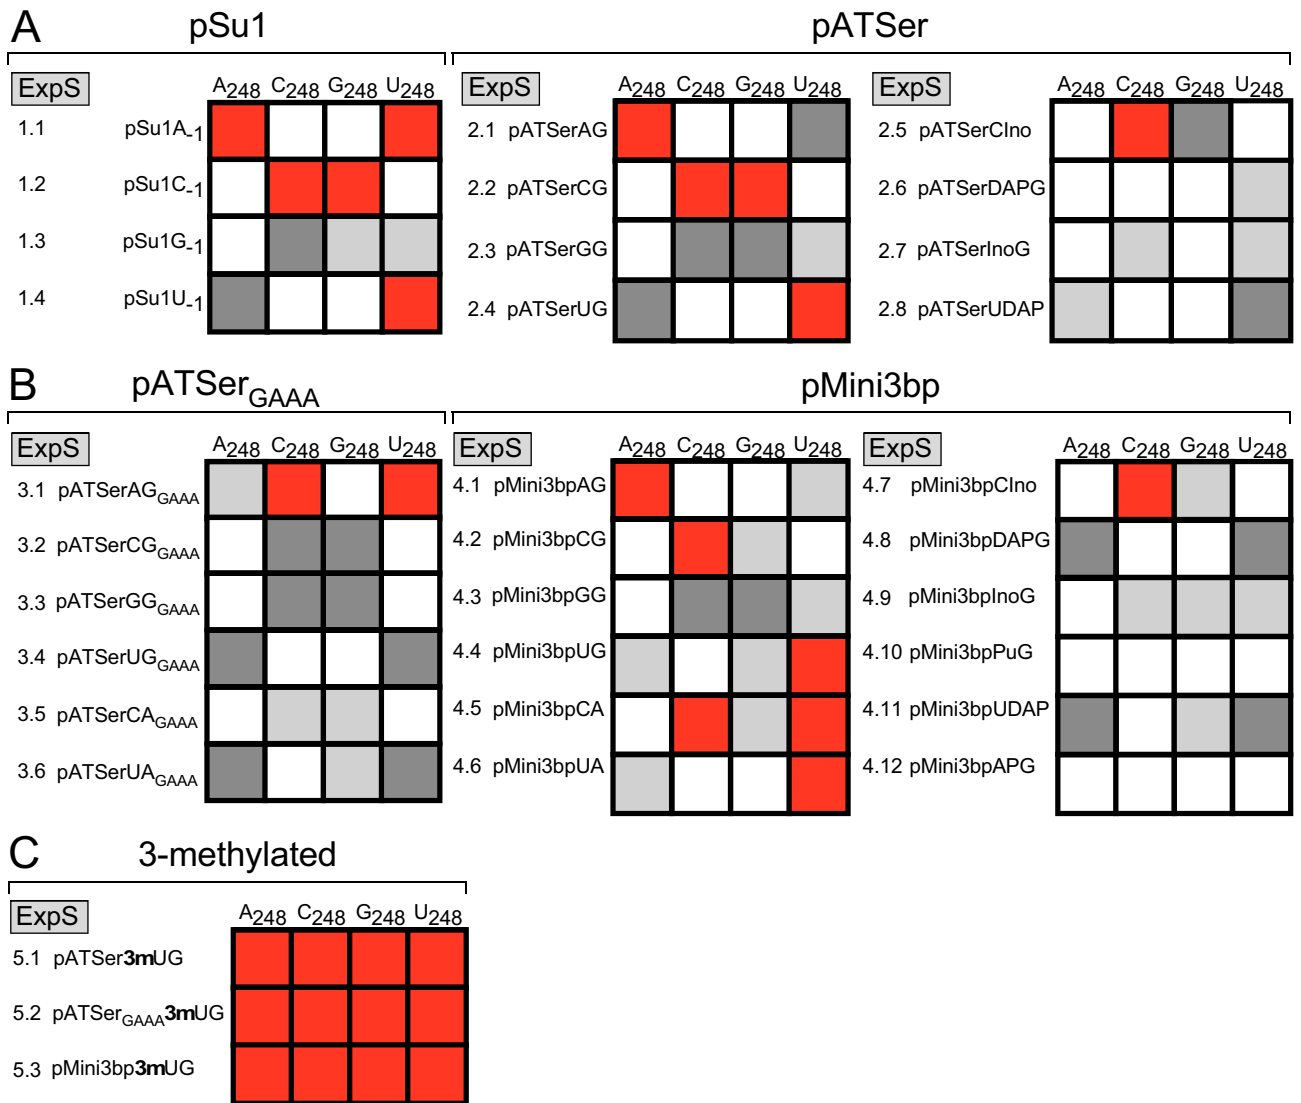 A pSu1 pATSer
ExpS A248 C248 G248 U248
1.1 pSu1A-1
1.2 pSu1C-1
1.3 pSu1G-1
1.4 pSu1U-1
ExpS A248 C248 G248 U248
2.1 pATSerAG
2.2 pATSerCG
2.3 pATSerGG
2.4 pATSerUG
ExpS A248 C248 G248 U248
2.5 pATSerCIno
2.6 pATSerDAPG
2.7 pATSerInoG
2.8 pATSerUDAP
B pATSerGAAA pMini3bp
ExpS A248 C248 G248 U248
3.1 pATSerAGGAAA
3.2 pATSerCGGAAA
3.3 pATSerGGGAAA
3.4 pATSerUGGAAA
3.5 pATSerCAGAAA
3.6 pATSerUAGAAA
ExpS A248 C248 G248 U248
4.1 pMini3bpAG
4.2 pMini3bpCG
4.3 pMini3bpGG
4.4 pMini3bpUG
4.5 pMini3bpCA
4.6 pMini3bpUA
ExpS A248 C248 G248 U248
4.7 pMini3bpCIno
4.8 pMini3bpDAPG
4.9 pMini3bpInoG
4.10 pMini3bpPuG
4.11 pMini3bpUDAP
4.12 pMini3bpAPG
C 3-methylated
ExpS A248 C248 G248 U248
5.1 pATSer3mUG
5.2 pATSerGAAA3mUG
5.3 pMini3bp3mUG